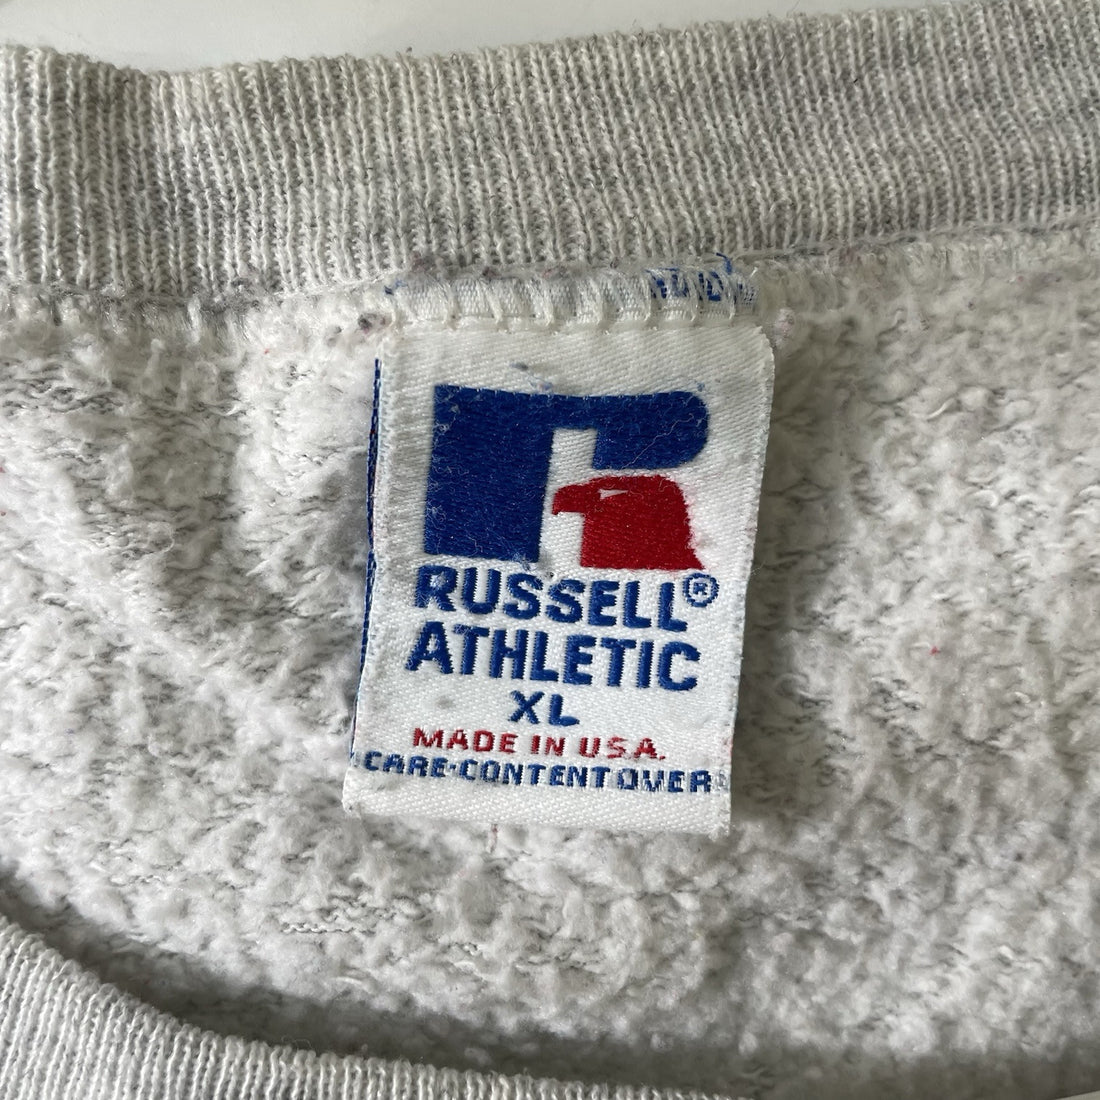 RUSSELL®
ATHLETIC
XL
MADE IN U.S.A.
CARE·CONTENT OVER